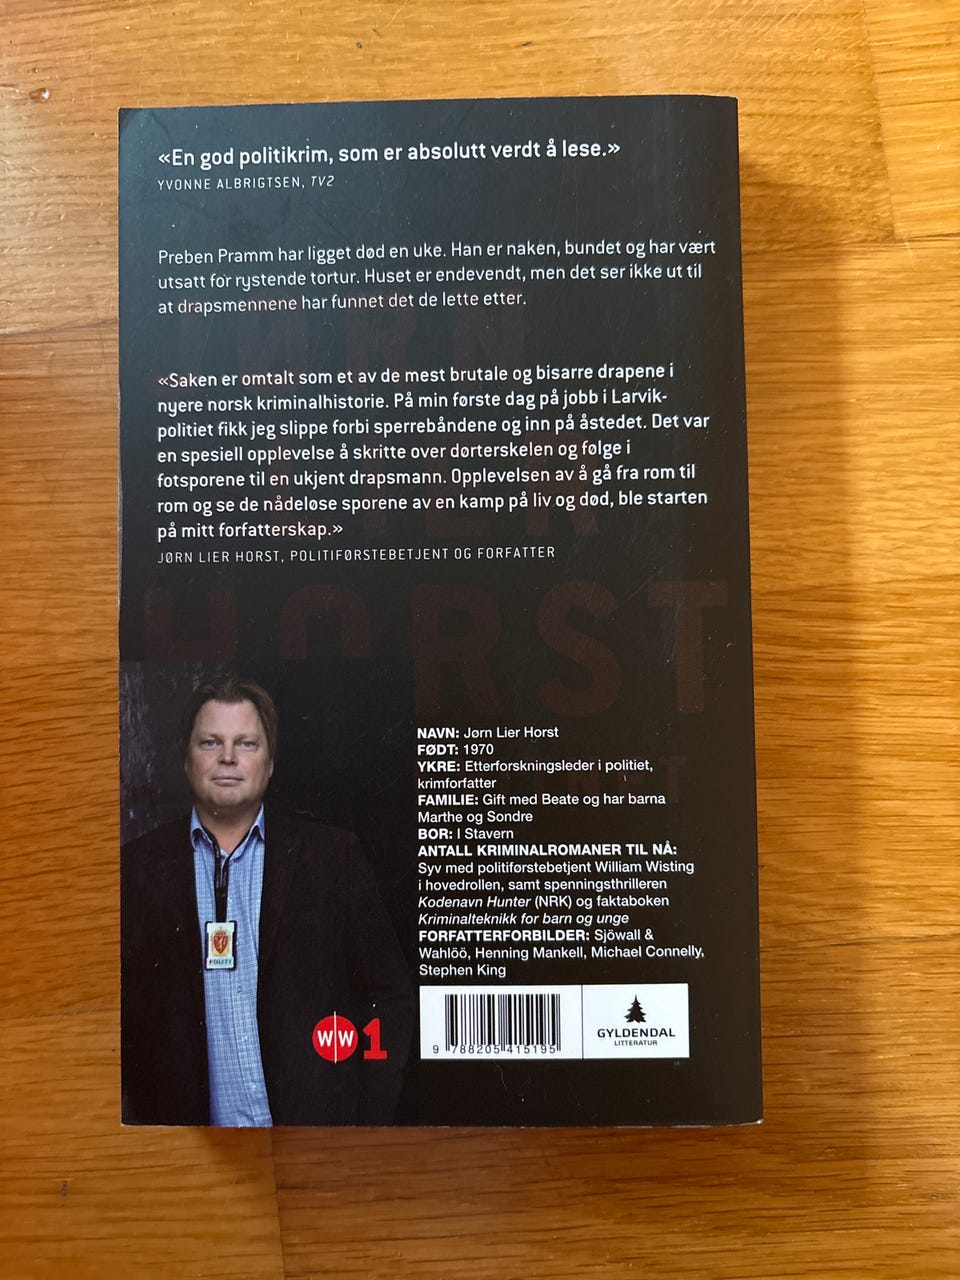 «En god politikrim, som er absolutt verdt å lese.»
YVONNE ALBRIGTSEN, TV2
Preben Pramm har ligget død en uke. Han er naken, bundet og har vært
utsatt for rystende tortur. Huset er endevendt, men det ser ikke ut til
at drapsmennene har funnet det de lette etter.
«Saken er omtalt som et av de mest brutale og bisarre drapene i
nyere norsk kriminalhistorie. På min første dag på jobb i Larvik-
politiet fikk jeg slippe forbi sperrebåndene og inn på åstedet. Det var
en spesiell opplevelse å skritte over dørterskelen og følge i
fotsporene til en ukjent drapsmann. Opplevelsen av å gå fra rom til
rom og se de nådeløse sporene av en kamp på liv og død, ble starten
på mitt forfatterskap.»
JØRN LIER HORST, POLITIFØRSTEBETJENT OG FORFATTER
HORST
NAVN: Jørn Lier Horst
FØDT: 1970
YKRE: Etterforskningsleder i politiet,
krimforfatter
FAMILIE: Gift med Beate og har barna
Marthe og Sondre
BOR: I Stavern
ANTALL KRIMINALROMANER TIL NÅ:
Syv med politiførstebetjent William Wisting
i hovedrollen, samt spenningsthrilleren
Kodenavn Hunter (NRK) og faktaboken
Kriminalteknikk for barn og unge
FORFATTERFORBILDER: Sjöwall &
Wahlöö, Henning Mankell, Michael Connelly,
Stephen King
POLITI
WW 1
9 788205 415195
GYLDENDAL
LITTERATUR